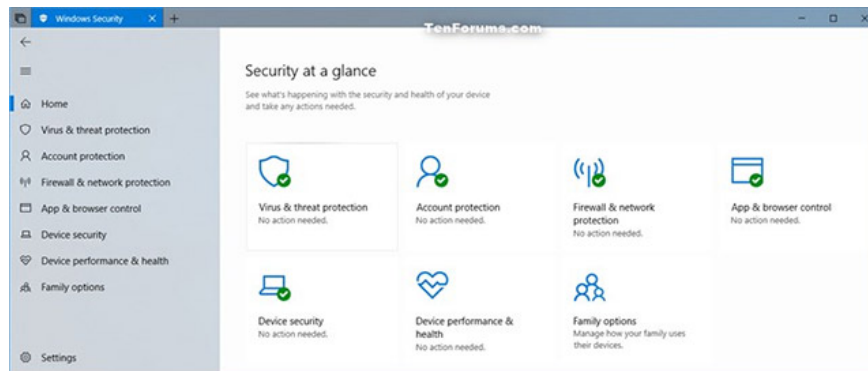 Windows Security
TenForums.com
Home
Virus & threat protection
Account protection
Firewall & network protection
App & browser control
Device security
Device performance & health
Family options
Settings
Security at a glance
See what's happening with the security and health of your device
and take any actions needed.
Virus & threat protection
No action needed.
Account protection
No action needed.
Firewall & network
protection
No action needed.
App & browser control
No action needed.
Device security
No action needed.
Device performance &
health
No action needed.
Family options
Manage how your family uses
their devices.